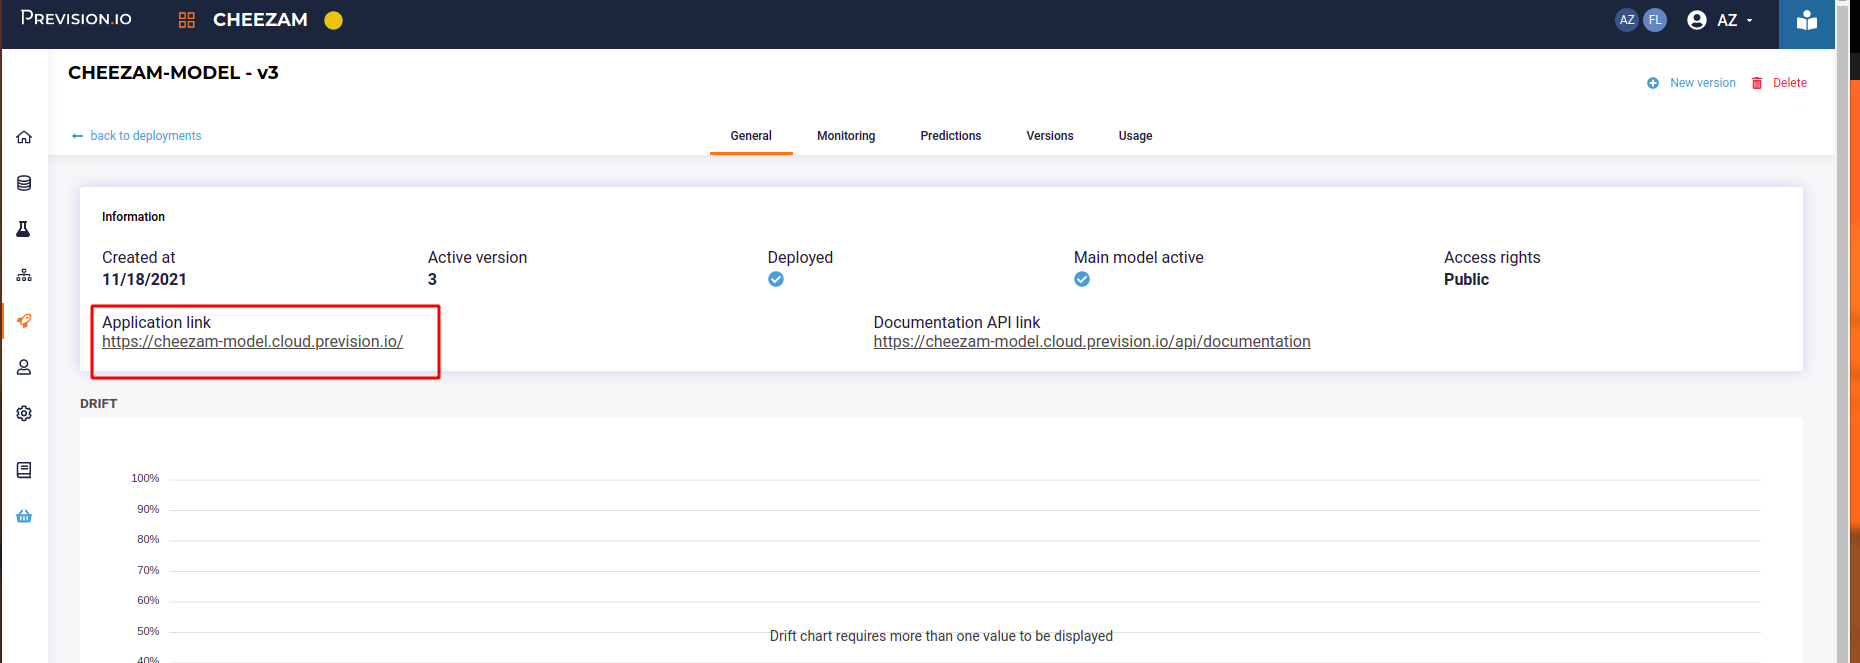 PREVISION.IO
CHEEZAM
AZ FL AZ
CHEEZAM-MODEL - v3
New version Delete
back to deployments
General Monitoring Predictions Versions Usage
Information
Created at Active version Deployed Main model active Access rights
11/18/2021 3 Public
Application link Documentation API link
https://cheezam-model.cloud.prevision.io/ https://cheezam-model.cloud.prevision.io/api/documentation
DRIFT
100%
90%
80%
70%
60%
50%
Drift chart requires more than one value to be displayed
40%